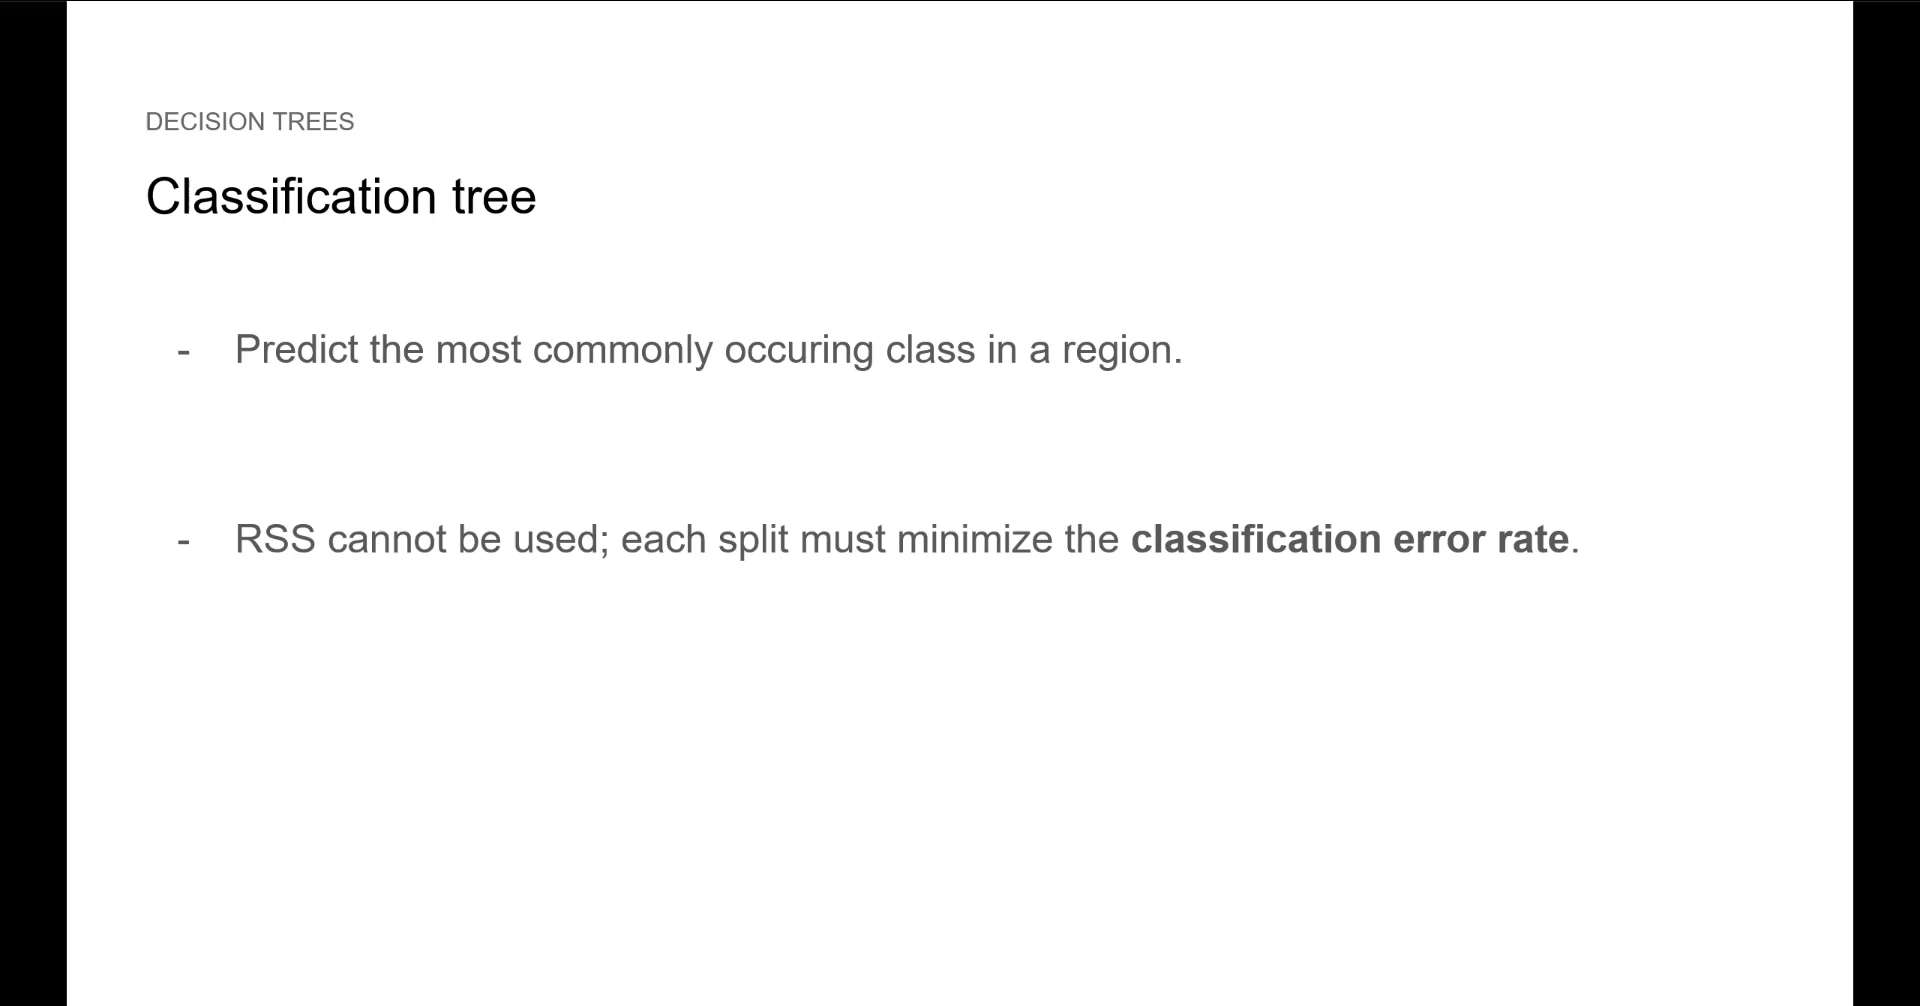 DECISION TREES
Classification tree
- Predict the most commonly occuring class in a region.
- RSS cannot be used; each split must minimize the classification error rate.